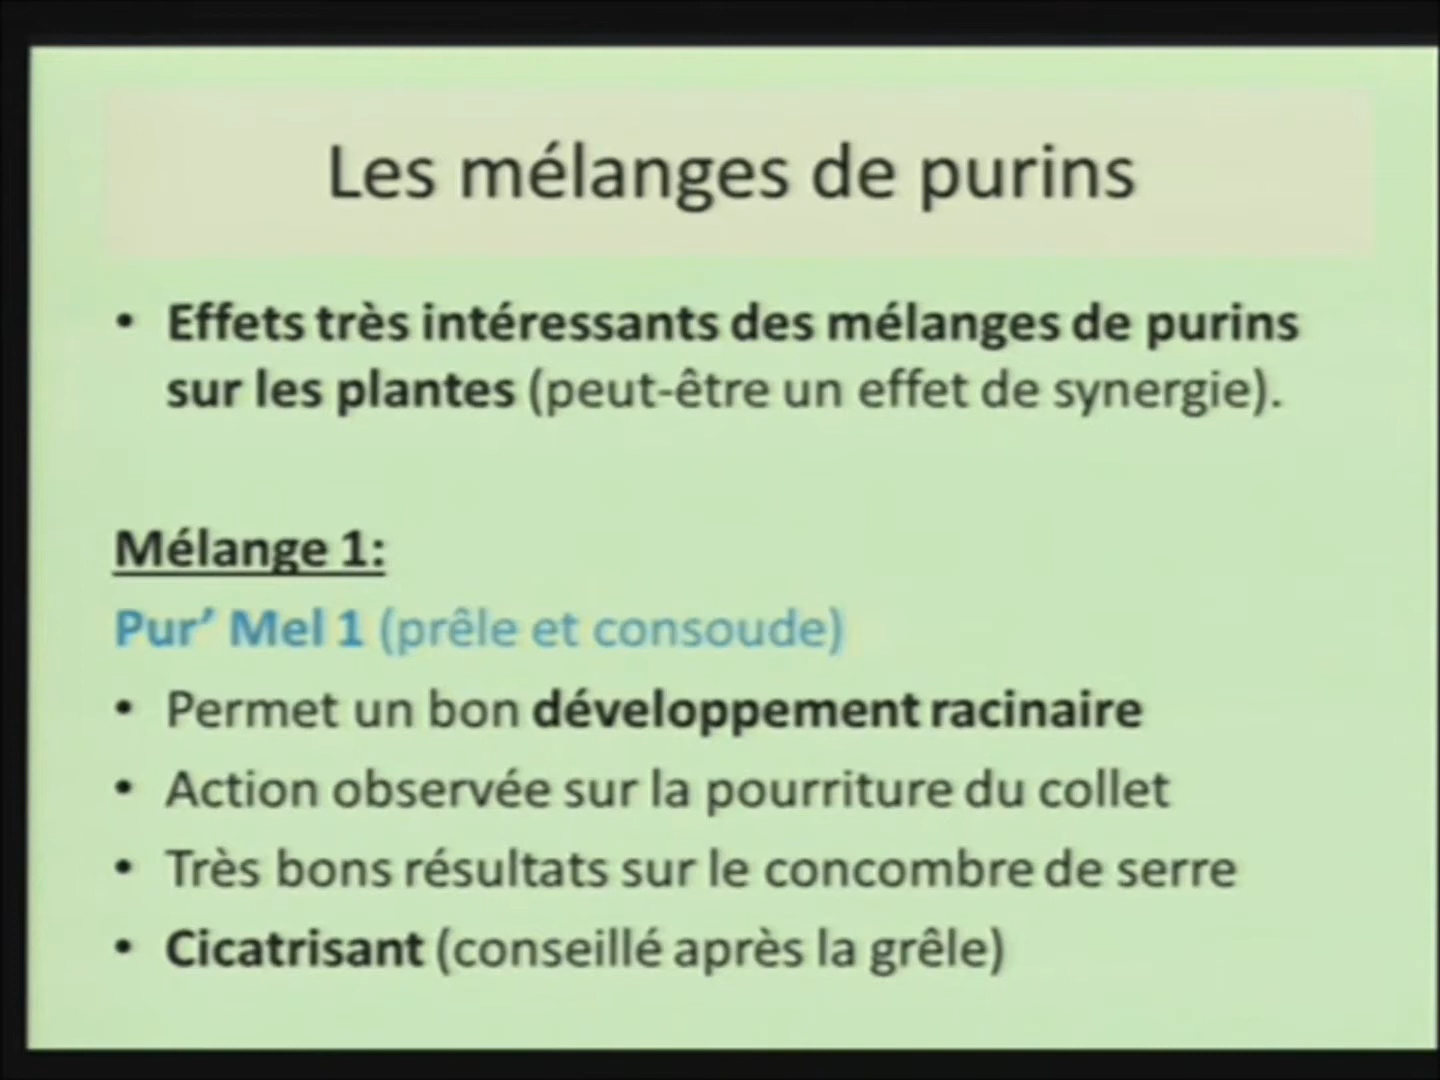 Les mélanges de purins
• Effets très intéressants des mélanges de purins
sur les plantes (peut-être un effet de synergie).
Mélange 1:
Pur’ Mel 1 (prêle et consoude)
• Permet un bon développement racinaire
• Action observée sur la pourriture du collet
• Très bons résultats sur le concombre de serre
• Cicatrisant (conseillé après la grêle)